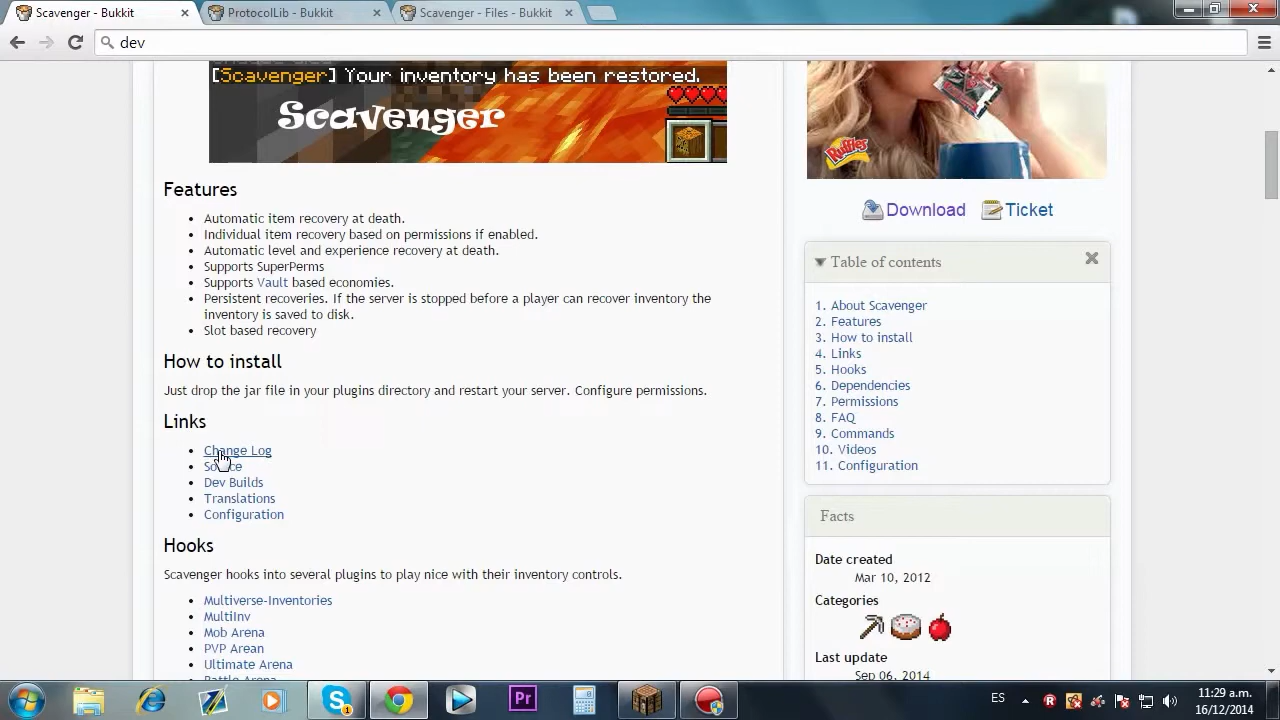 Scavenger - Bukkit
ProtocolLib - Bukkit
Scavenger - Files - Bukkit
dev
[Scavenger] Your inventory has been restored.
Scavenger
Ruffles
Features
Automatic item recovery at death.
Individual item recovery based on permissions if enabled.
Automatic level and experience recovery at death.
Supports SuperPerms
Supports Vault based economies.
Persistent recoveries. If the server is stopped before a player can recover inventory the
inventory is saved to disk.
Slot based recovery
How to install
Just drop the jar file in your plugins directory and restart your server. Configure permissions.
Links
Change Log
Source
Dev Builds
Translations
Configuration
Hooks
Scavenger hooks into several plugins to play nice with their inventory controls.
Multiverse-Inventories
MultiInv
Mob Arena
PVP Arean
Ultimate Arena
Battle Arena
Download
Ticket
Table of contents
1. About Scavenger
2. Features
3. How to install
4. Links
5. Hooks
6. Dependencies
7. Permissions
8. FAQ
9. Commands
10. Videos
11. Configuration
Facts
Date created
Mar 10, 2012
Categories
Last update
Sep 06, 2014
1
Pr
ES
11:29 a.m.
16/12/2014